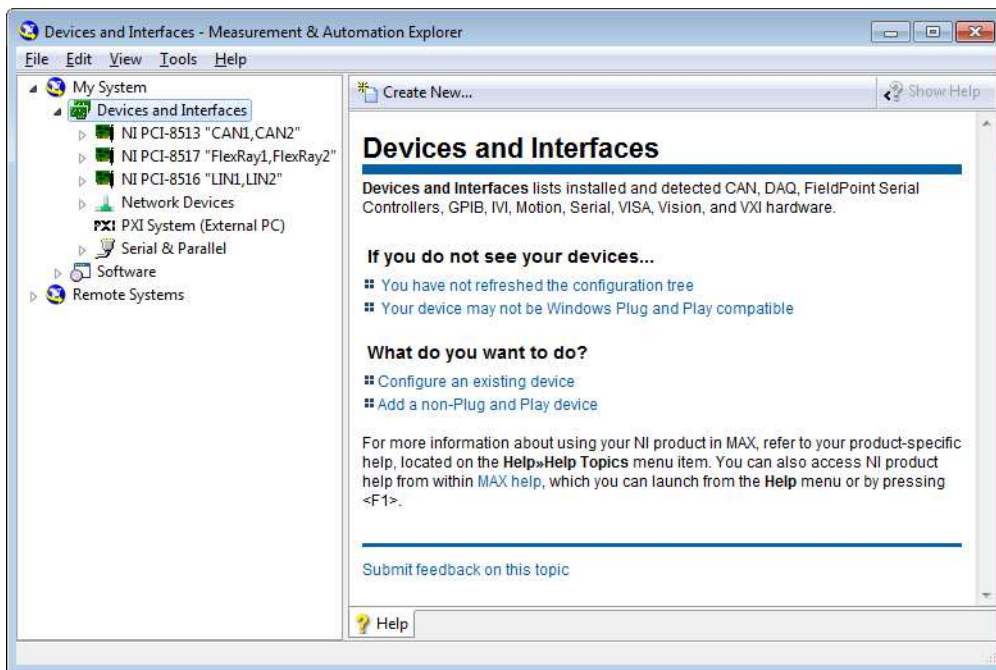 Devices and Interfaces - Measurement & Automation Explorer
File Edit View Tools Help
My System
Devices and Interfaces
NI PCI-8513 "CAN1,CAN2"
NI PCI-8517 "FlexRay1,FlexRay2"
NI PCI-8516 "LIN1,LIN2"
Network Devices
PXI PXI System (External PC)
Serial & Parallel
Software
Remote Systems
Create New...
Show Help
Devices and Interfaces
Devices and Interfaces lists installed and detected CAN, DAQ, FieldPoint Serial
Controllers, GPIB, IVI, Motion, Serial, VISA, Vision, and VXI hardware.
If you do not see your devices...
You have not refreshed the configuration tree
Your device may not be Windows Plug and Play compatible
What do you want to do?
Configure an existing device
Add a non-Plug and Play device
For more information about using your NI product in MAX, refer to your product-specific
help, located on the Help»Help Topics menu item. You can also access NI product
help from within MAX help, which you can launch from the Help menu or by pressing
<F1>.
Submit feedback on this topic
Help